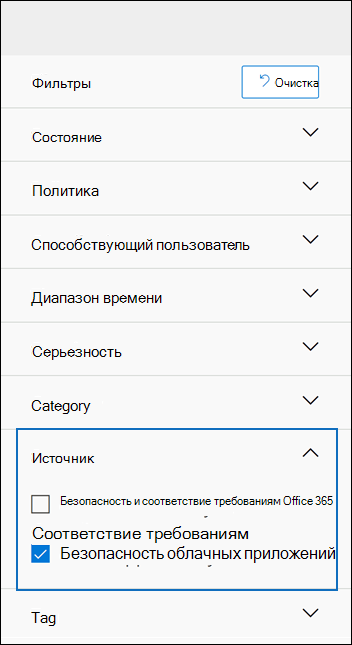 Фильтры
Очистка
Состояние
Политика
Способствующий пользователь
Диапазон времени
Серьезность
Category
Источник
Безопасность и соответствие требованиям Office 365
Соответствие требованиям
Безопасность облачных приложений
Tag